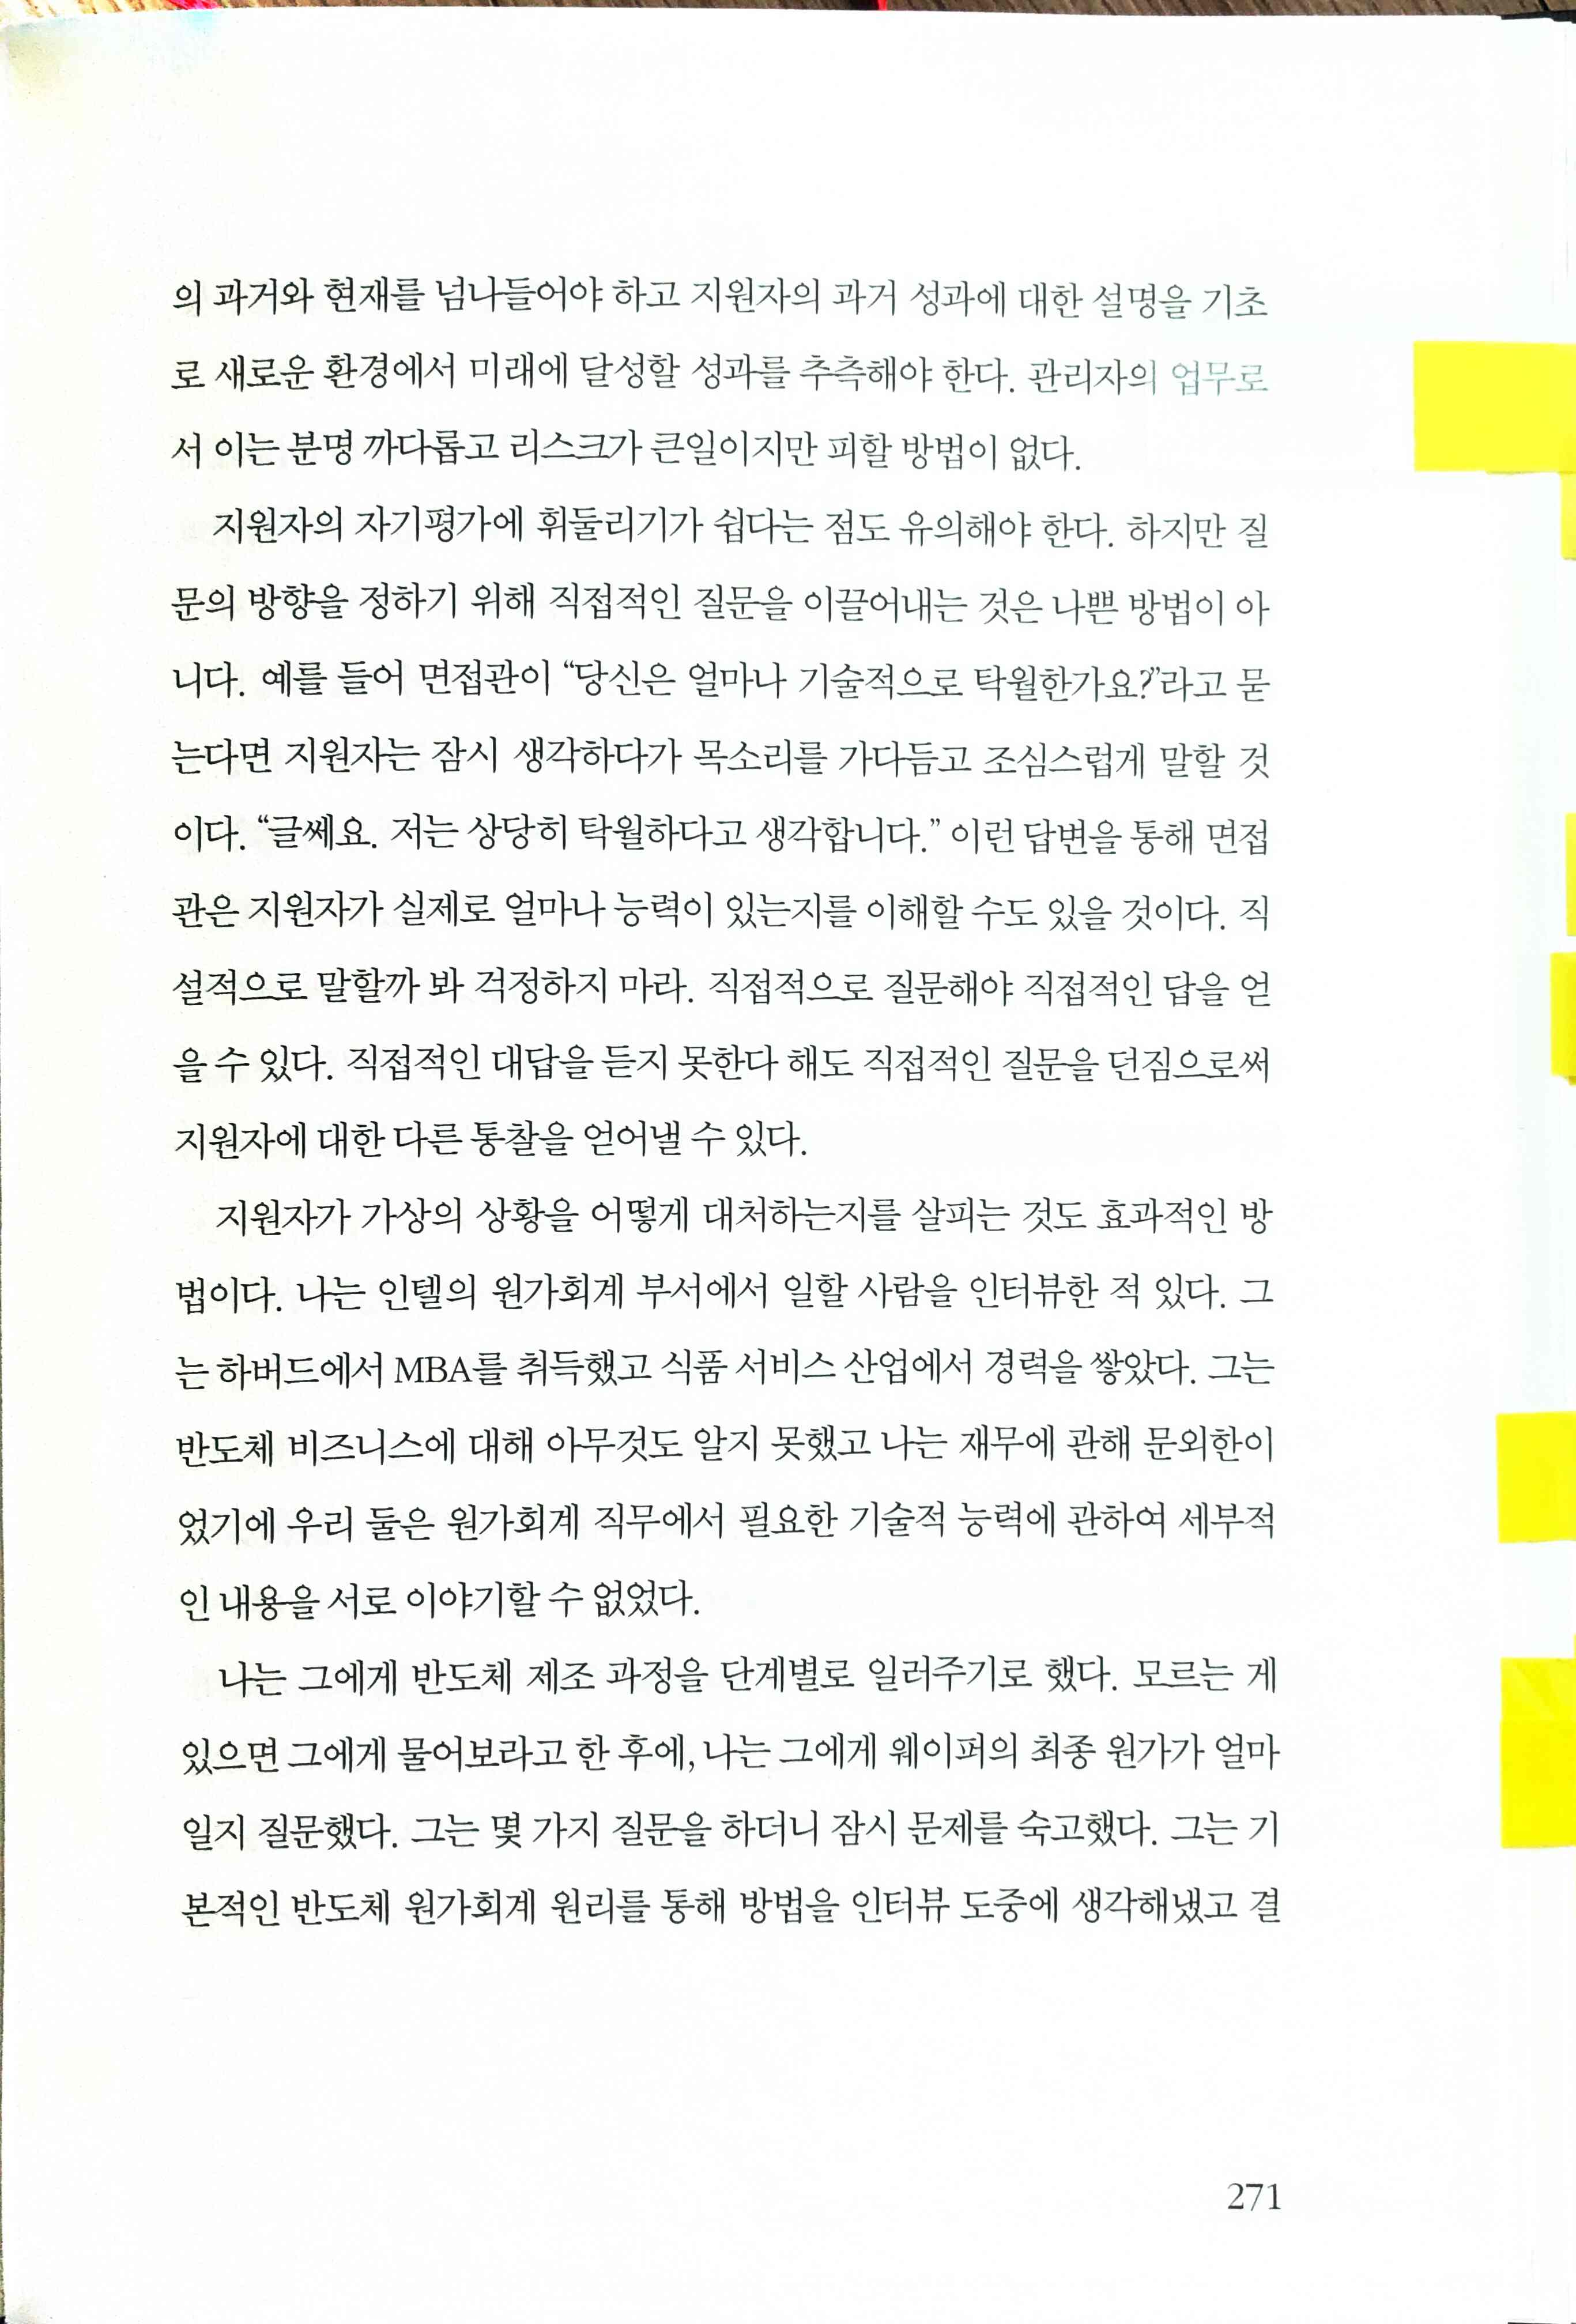 의 과거와 현재를 넘나들어야 하고 지원자의 과거 성과에 대한 설명을 기초
로 새로운 환경에서 미래에 달성할 성과를 추측해야 한다. 관리자의 업무로
서 이는 분명 까다롭고 리스크가 큰일이지만 피할 방법이 없다.
지원자의 자기평가에 휘둘리기가 쉽다는 점도 유의해야 한다. 하지만 질
문의 방향을 정하기 위해 직접적인 질문을 이끌어내는 것은 나쁜 방법이 아
니다. 예를 들어 면접관이 “당신은 얼마나 기술적으로 탁월한가요?”라고 묻
는다면 지원자는 잠시 생각하다가 목소리를 가다듬고 조심스럽게 말할 것
이다. “글쎄요. 저는 상당히 탁월하다고 생각합니다.” 이런 답변을 통해 면접
관은 지원자가 실제로 얼마나 능력이 있는지를 이해할 수도 있을 것이다. 직
설적으로 말할까 봐 걱정하지 마라. 직접적으로 질문해야 직접적인 답을 얻
을 수 있다. 직접적인 대답을 듣지 못한다 해도 직접적인 질문을 던짐으로써
지원자에 대한 다른 통찰을 얻어낼 수 있다.
지원자가 가상의 상황을 어떻게 대처하는지를 살피는 것도 효과적인 방
법이다. 나는 인텔의 원가회계 부서에서 일할 사람을 인터뷰한 적 있다. 그
는 하버드에서 MBA를 취득했고 식품 서비스 산업에서 경력을 쌓았다. 그는
반도체 비즈니스에 대해 아무것도 알지 못했고 나는 재무에 관해 문외한이
었기에 우리 둘은 원가회계 직무에서 필요한 기술적 능력에 관하여 세부적
인 내용을 서로 이야기할 수 없었다.
나는 그에게 반도체 제조 과정을 단계별로 일러주기로 했다. 모르는 게
있으면 그에게 물어보라고 한 후에, 나는 그에게 웨이퍼의 최종 원가가 얼마
일지 질문했다. 그는 몇 가지 질문을 하더니 잠시 문제를 숙고했다. 그는 기
본적인 반도체 원가회계 원리를 통해 방법을 인터뷰 도중에 생각해냈고 결
271